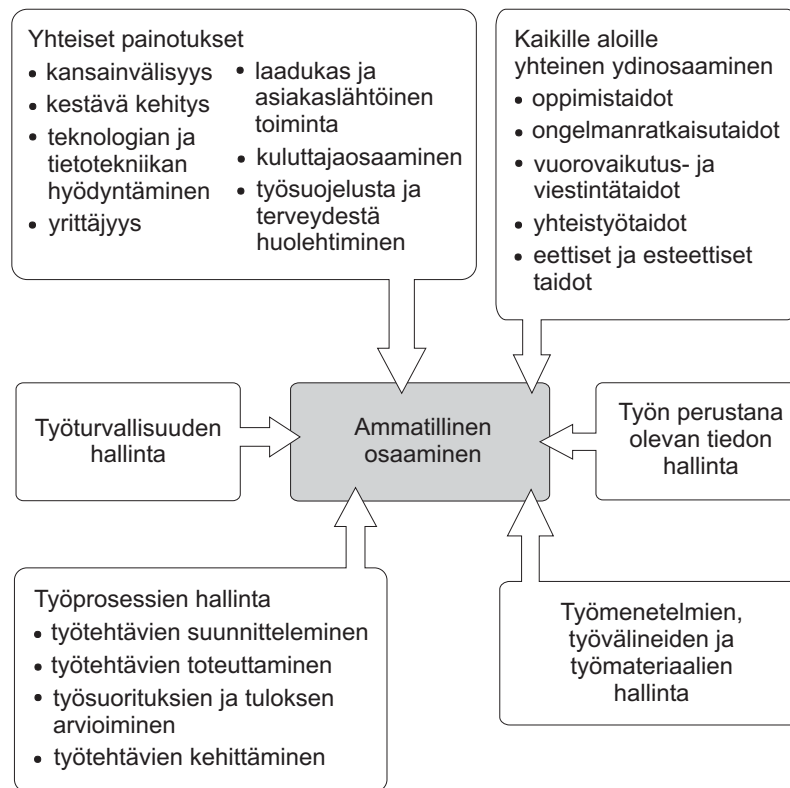 Yhteiset painotukset
• kansainvälisyys
• kestävä kehitys
• teknologian ja
tietotekniikan
hyödyntäminen
• yrittäjyys
• laadukas ja
asiakaslähtöinen
toiminta
• kuluttajaosaaminen
• työsuojelusta ja
terveydestä
huolehtiminen
Kaikille aloille
yhteinen ydinosaaminen
• oppimistaidot
• ongelmanratkaisutaidot
• vuorovaikutus- ja
viestintätaidot
• yhteistyötaidot
• eettiset ja esteettiset
taidot
Työturvallisuuden
hallinta
Ammatillinen
osaaminen
Työn perustana
olevan tiedon
hallinta
Työprosessien hallinta
• työtehtävien suunnitteleminen
• työtehtävien toteuttaminen
• työsuorituksien ja tuloksen
arvioiminen
• työtehtävien kehittäminen
Työmenetelmien,
työvälineiden ja
työmateriaalien
hallinta